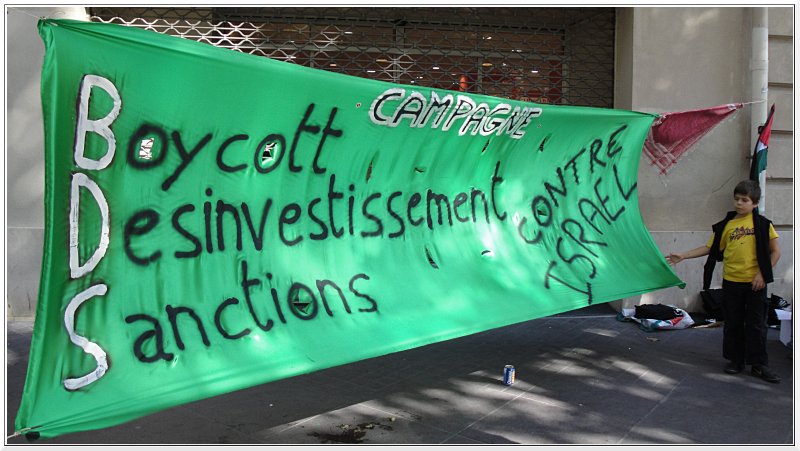 CAMPAGNE
Boycott
Desinvestissement
Sanctions
CONTRE
ISRAEL